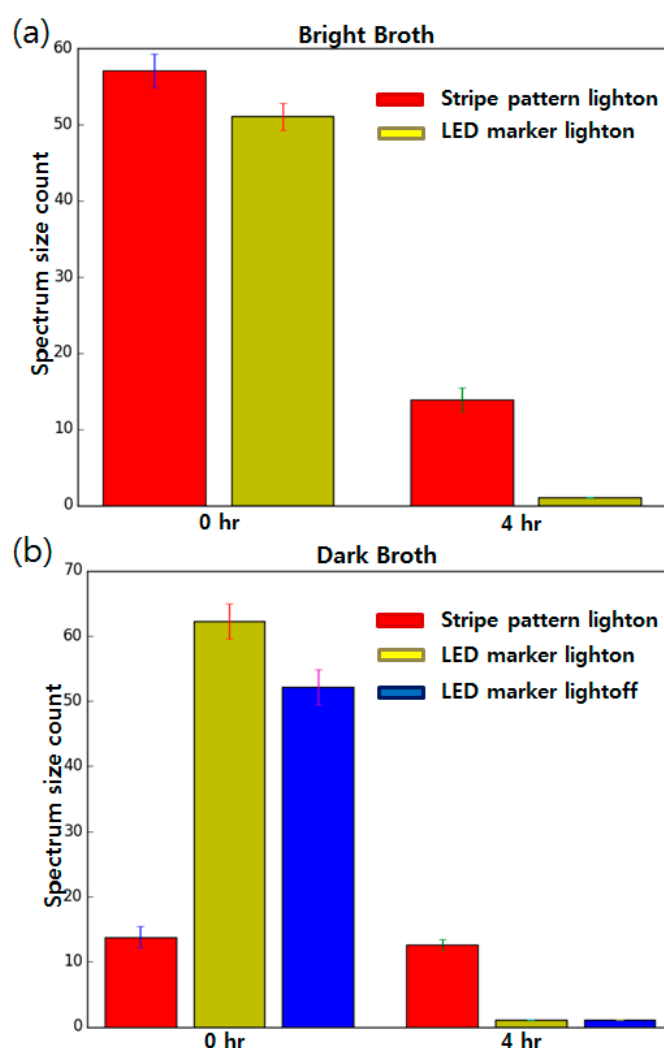 (a)
Bright Broth
60
50
40
30
20
10
0
Spectrum size count
Stripe pattern lighton
LED marker lighton
0 hr
4 hr
(b)
Dark Broth
70
60
50
40
30
20
10
0
Spectrum size count
Stripe pattern lighton
LED marker lighton
LED marker lightoff
0 hr
4 hr